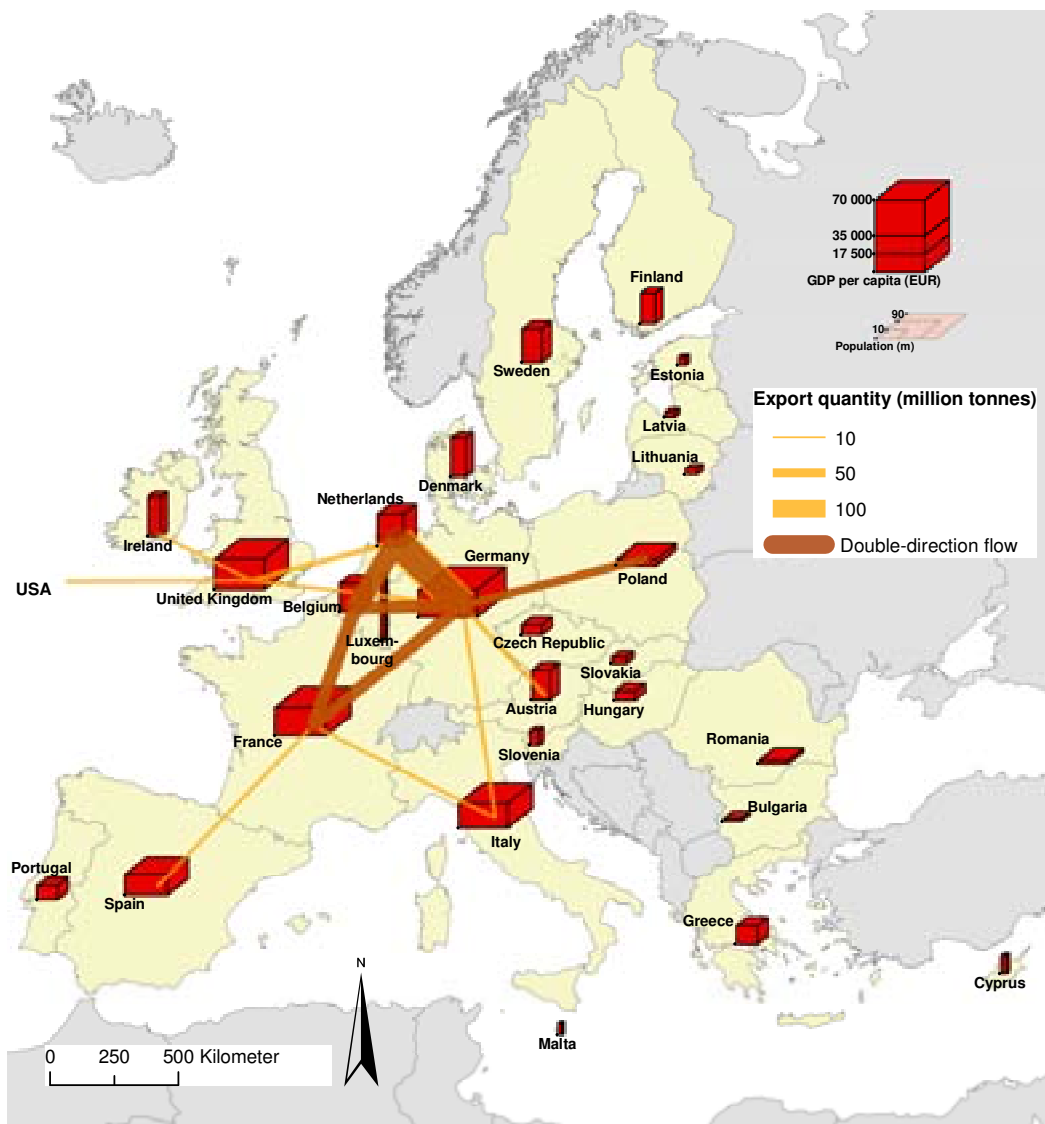 70 000
35 000
17 500
GDP per capita (EUR)
90
10
Population (m)
Export quantity (million tonnes)
10
50
100
Double-direction flow
Finland
Sweden
Estonia
Latvia
Lithuania
Denmark
Netherlands
Ireland
Germany
United Kingdom
USA
Belgium
Poland
Luxem-
bourg
Czech Republic
Slovakia
Austria
Hungary
France
Slovenia
Romania
Bulgaria
Italy
Portugal
Spain
Greece
Cyprus
Malta
N
0 250 500 Kilometer